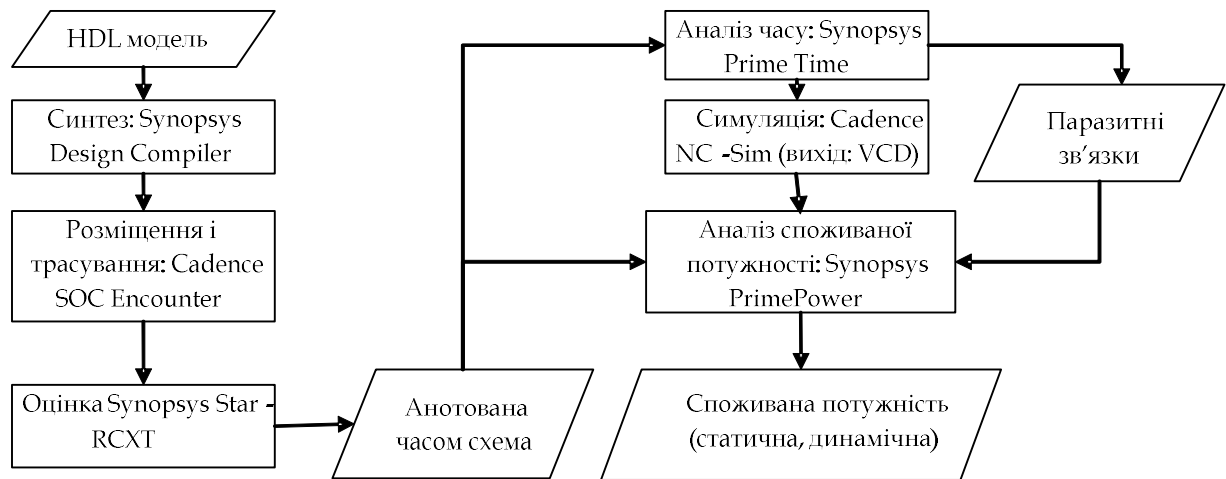 HDL модель
Синтез: Synopsys
Design Compiler
Розміщення і
трасування: Cadence
SOC Encounter
Оцінка Synopsys Star -
RCXT
Анотована
часом схема
Аналіз часу: Synopsys
Prime Time
Симуляція: Cadence
NC -Sim (вихід: VCD)
Паразитні
зв’язки
Аналіз споживаної
потужності: Synopsys
PrimePower
Споживана потужність
(статична, динамічна)